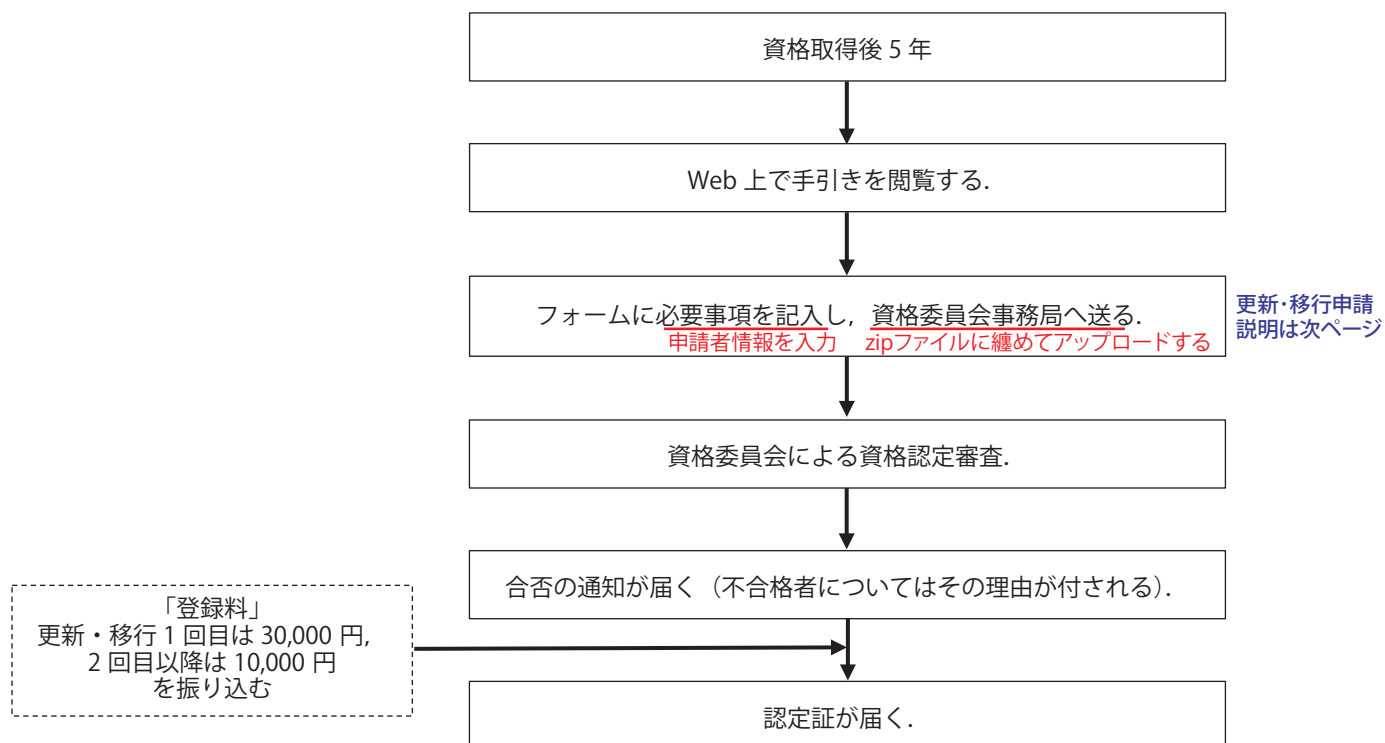 資格取得後 5 年
Web 上で手引きを閲覧する.
フォームに必要事項を記入し, 資格委員会事務局へ送る.
申請者情報を入力 zipファイルに纏めてアップロードする
更新･移行申請
説明は次ページ
資格委員会による資格認定審査.
合否の通知が届く（不合格者についてはその理由が付される）.
「登録料」
更新・移行 1 回目は 30,000 円,
2 回目以降は 10,000 円
を振り込む
認定証が届く.